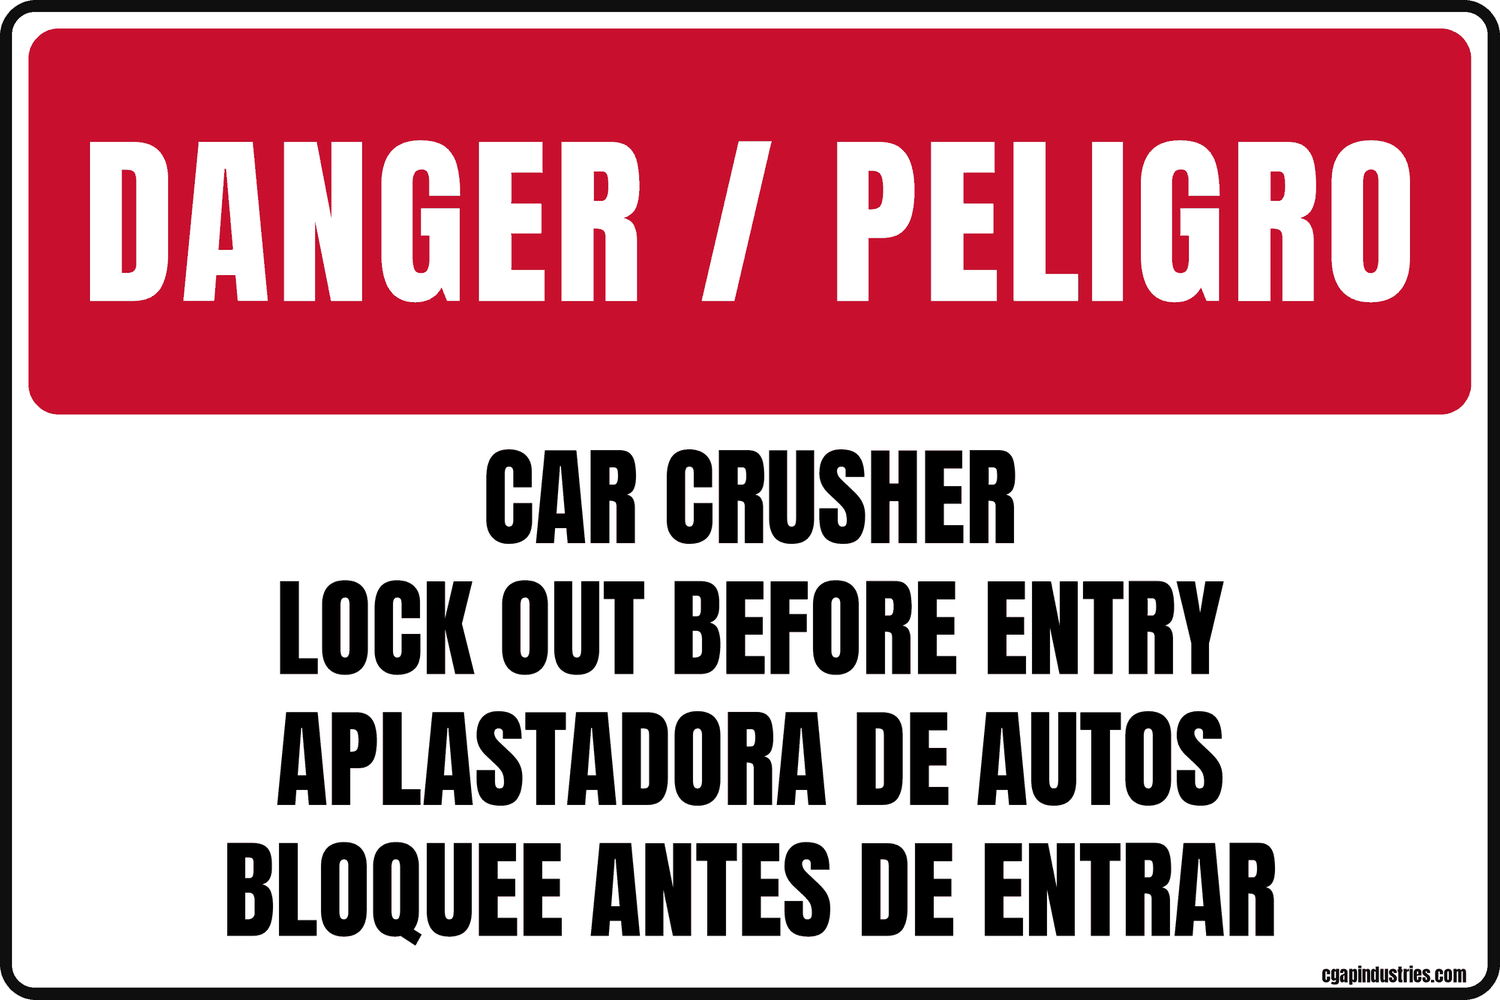 DANGER / PELIGRO
CAR CRUSHER
LOCK OUT BEFORE ENTRY
APLASTADORA DE AUTOS
BLOQUEE ANTES DE ENTRAR
cgapindustries.com